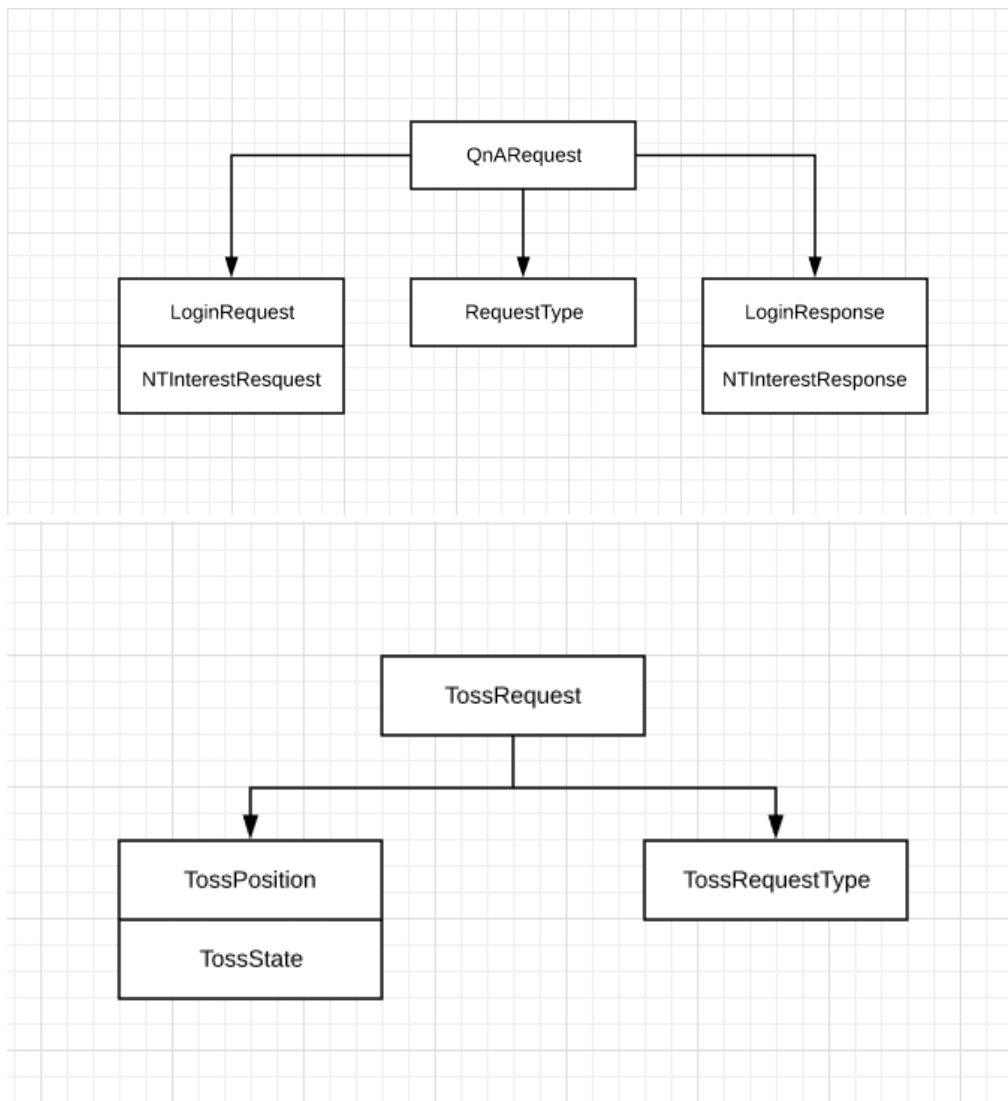 QnARequest
LoginRequest
RequestType
LoginResponse
NTInterestResquest
NTInterestResponse
TossRequest
TossPosition
TossRequestType
TossState